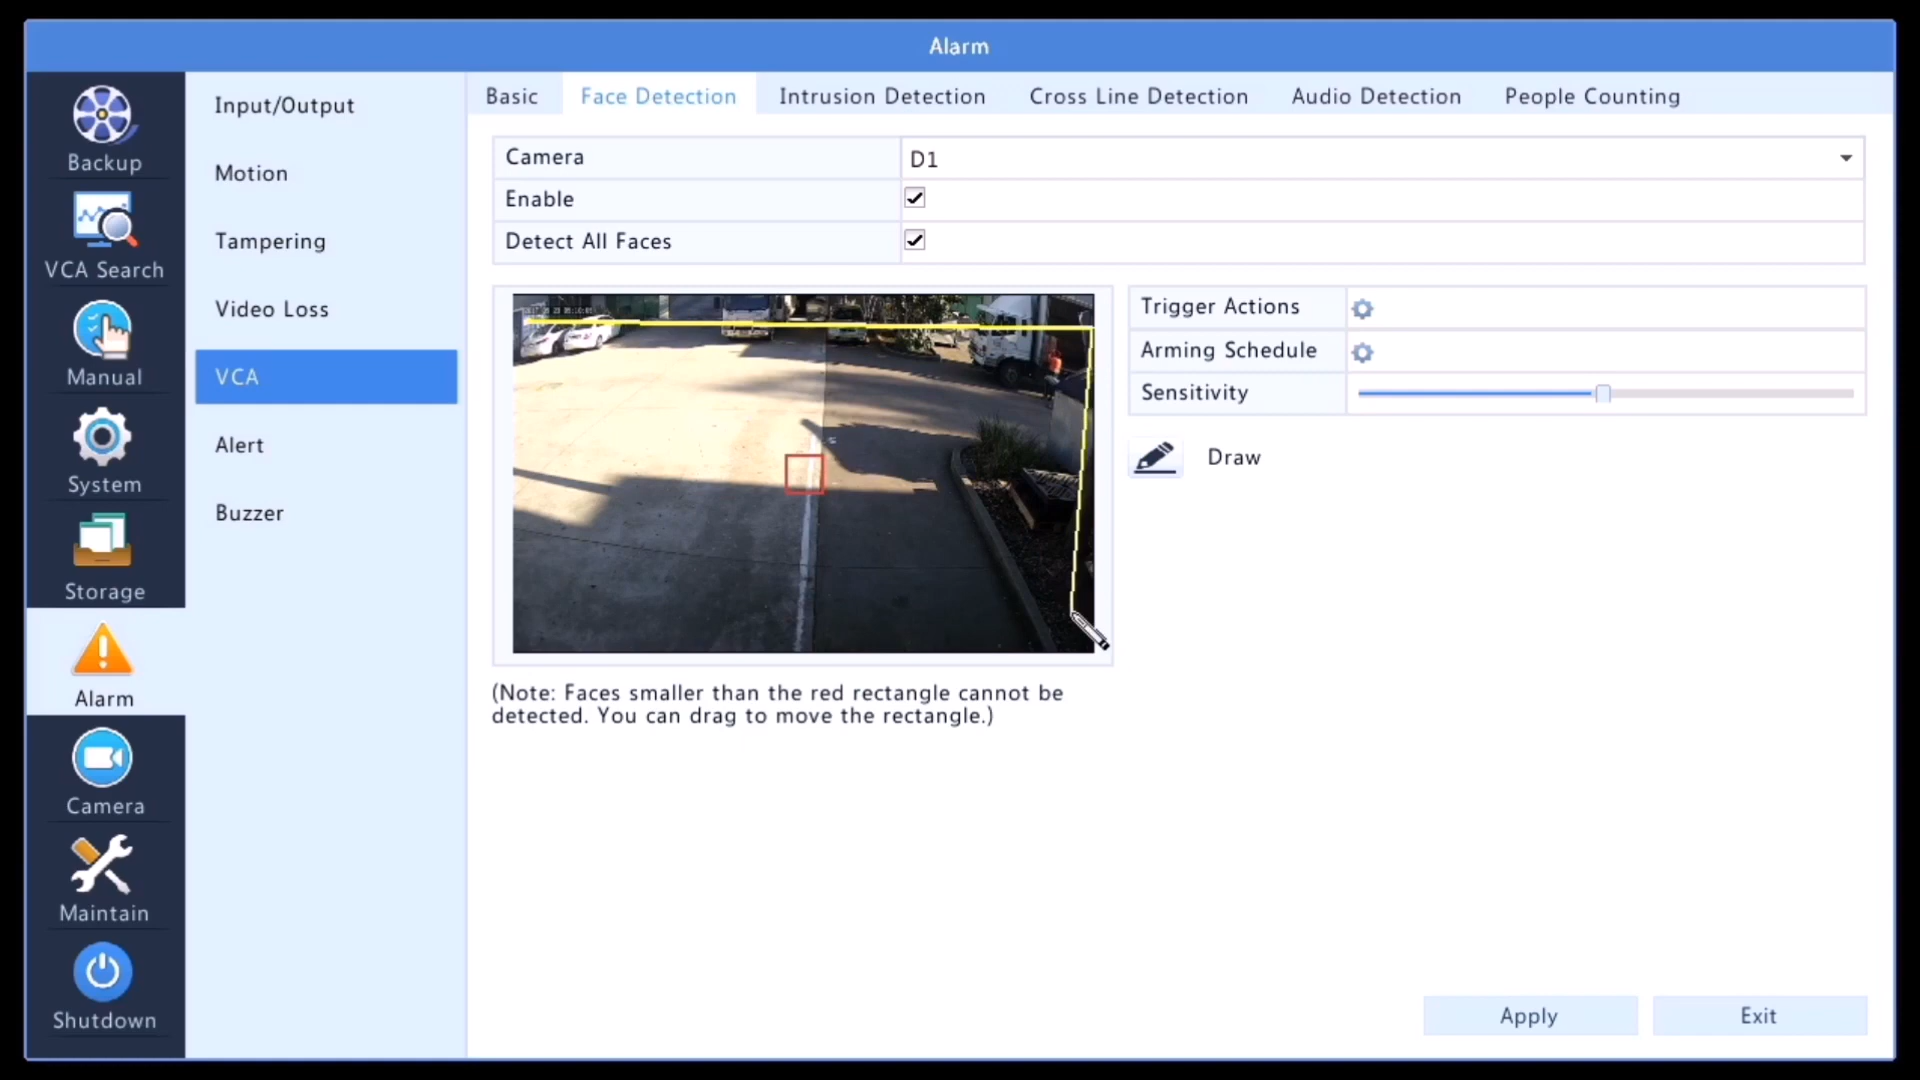 Alarm
Backup
VCA Search
Manual
System
Storage
Alarm
Camera
Maintain
Shutdown
Input/Output
Motion
Tampering
Video Loss
VCA
Alert
Buzzer
Basic
Face Detection
Intrusion Detection
Cross Line Detection
Audio Detection
People Counting
Camera
D1
Enable
Detect All Faces
Trigger Actions
Arming Schedule
Sensitivity
Draw
(Note: Faces smaller than the red rectangle cannot be
detected. You can drag to move the rectangle.)
Apply
Exit